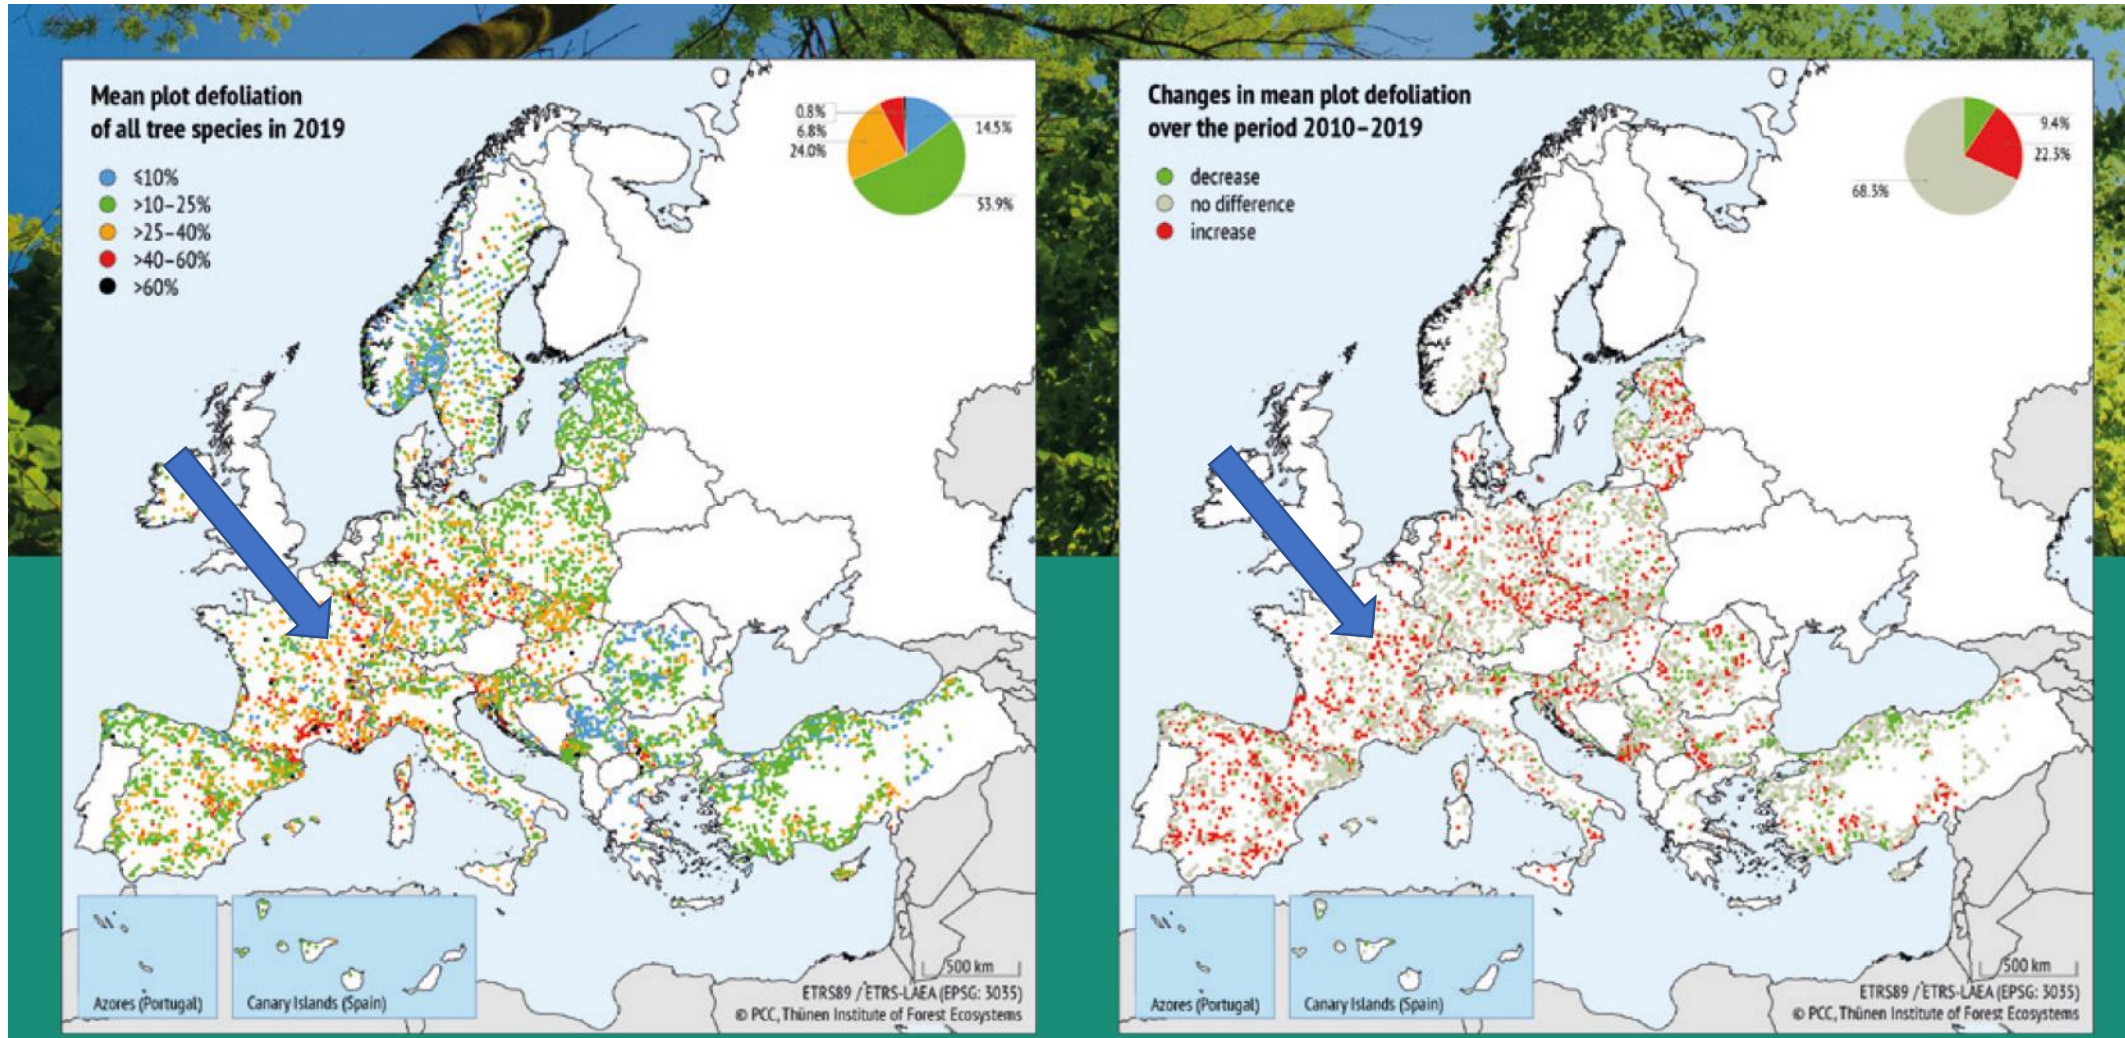 Mean plot defoliation
of all tree species in 2019
≤10%
>10–25%
>25–40%
>40–60%
>60%
0.8%
6.8%
24.0%
14.5%
53.9%
Azores (Portugal)
Canary Islands (Spain)
500 km
ETRS89 / ETRS-LAEA (EPSG: 3035)
© PCC, Thünen Institute of Forest Ecosystems
Changes in mean plot defoliation
over the period 2010–2019
decrease
no difference
increase
9.4%
22.3%
68.3%
Azores (Portugal)
Canary Islands (Spain)
500 km
ETRS89 / ETRS-LAEA (EPSG: 3035)
© PCC, Thünen Institute of Forest Ecosystems